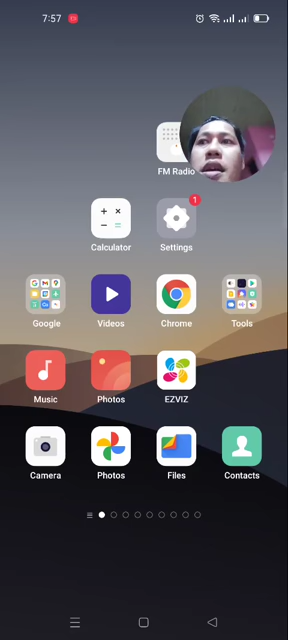 7:57
FM Radio
1
Calculator Settings
Google Videos Chrome Tools
Music Photos EZVIZ
Camera Photos Files Contacts